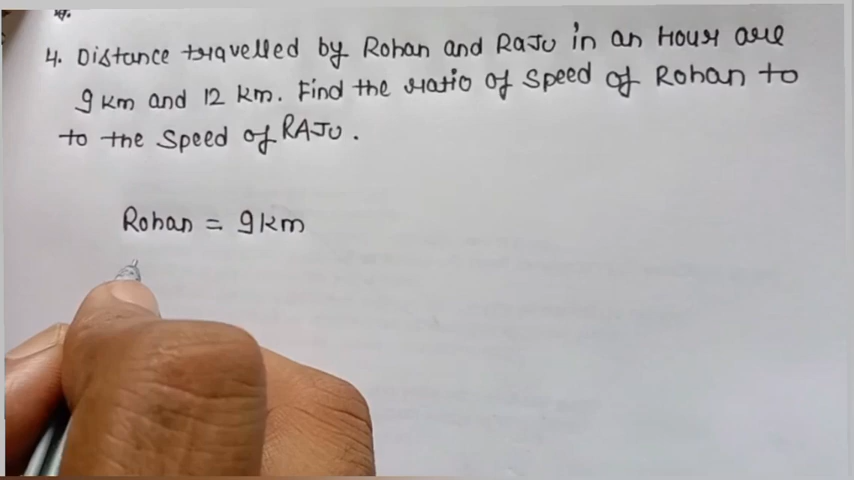 4. Distance travelled by Rohan and Raju in an Hour are
9 km and 12 km. Find the ratio of Speed of Rohan to
to the Speed of RAJU.
Rohan = 9km